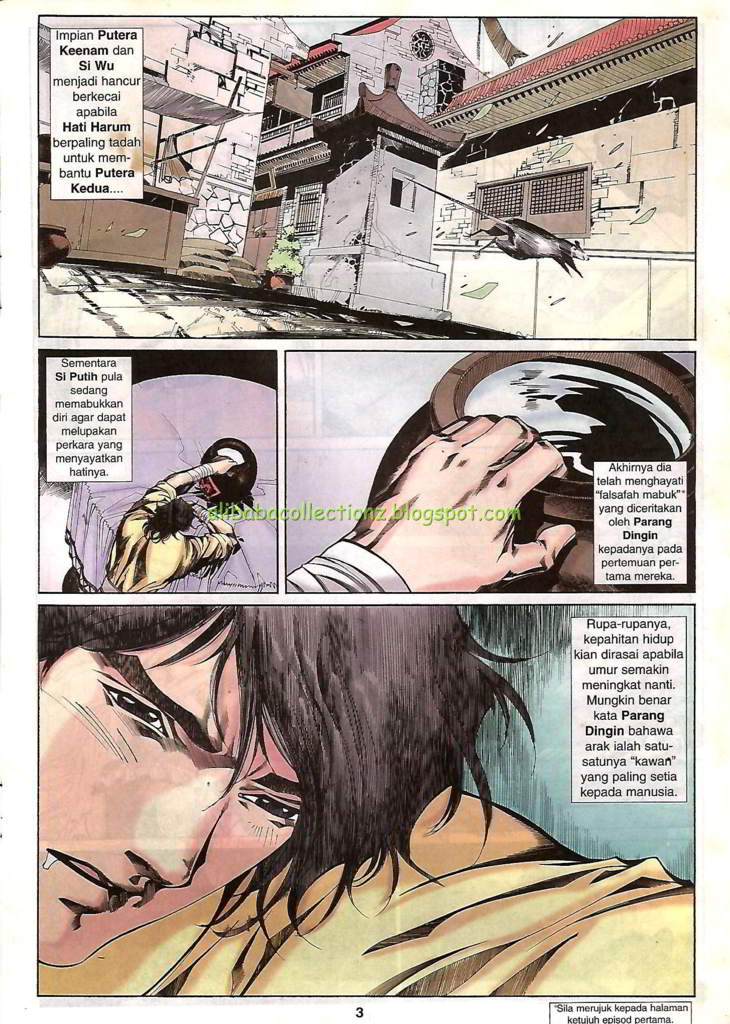 Impian Putera
Keenam dan
Si Wu
menjadi hancur
berkecai
apabila
Hati Harum
berpaling tadah
untuk mem-
bantu Putera
Kedua....
Sementara
Si Putih pula
sedang
memabukkan
diri agar dapat
melupakan
perkara yang
menyayatkan
hatinya.
Akhirnya dia
telah menghayati
"falsafah mabuk"*
yang diceritakan
oleh Parang
Dingin
kepadanya pada
pertemuan per-
tama mereka.
alibabacollectionz.blogspot.com
Rupa-rupanya,
kepahitan hidup
kian dirasai apabila
umur semakin
meningkat nanti.
Mungkin benar
kata Parang
Dingin bahawa
arak ialah satu-
satunya "kawan"
yang paling setia
kepada manusia.
3
*Sila merujuk kepada halaman
ketujuh episod pertama.